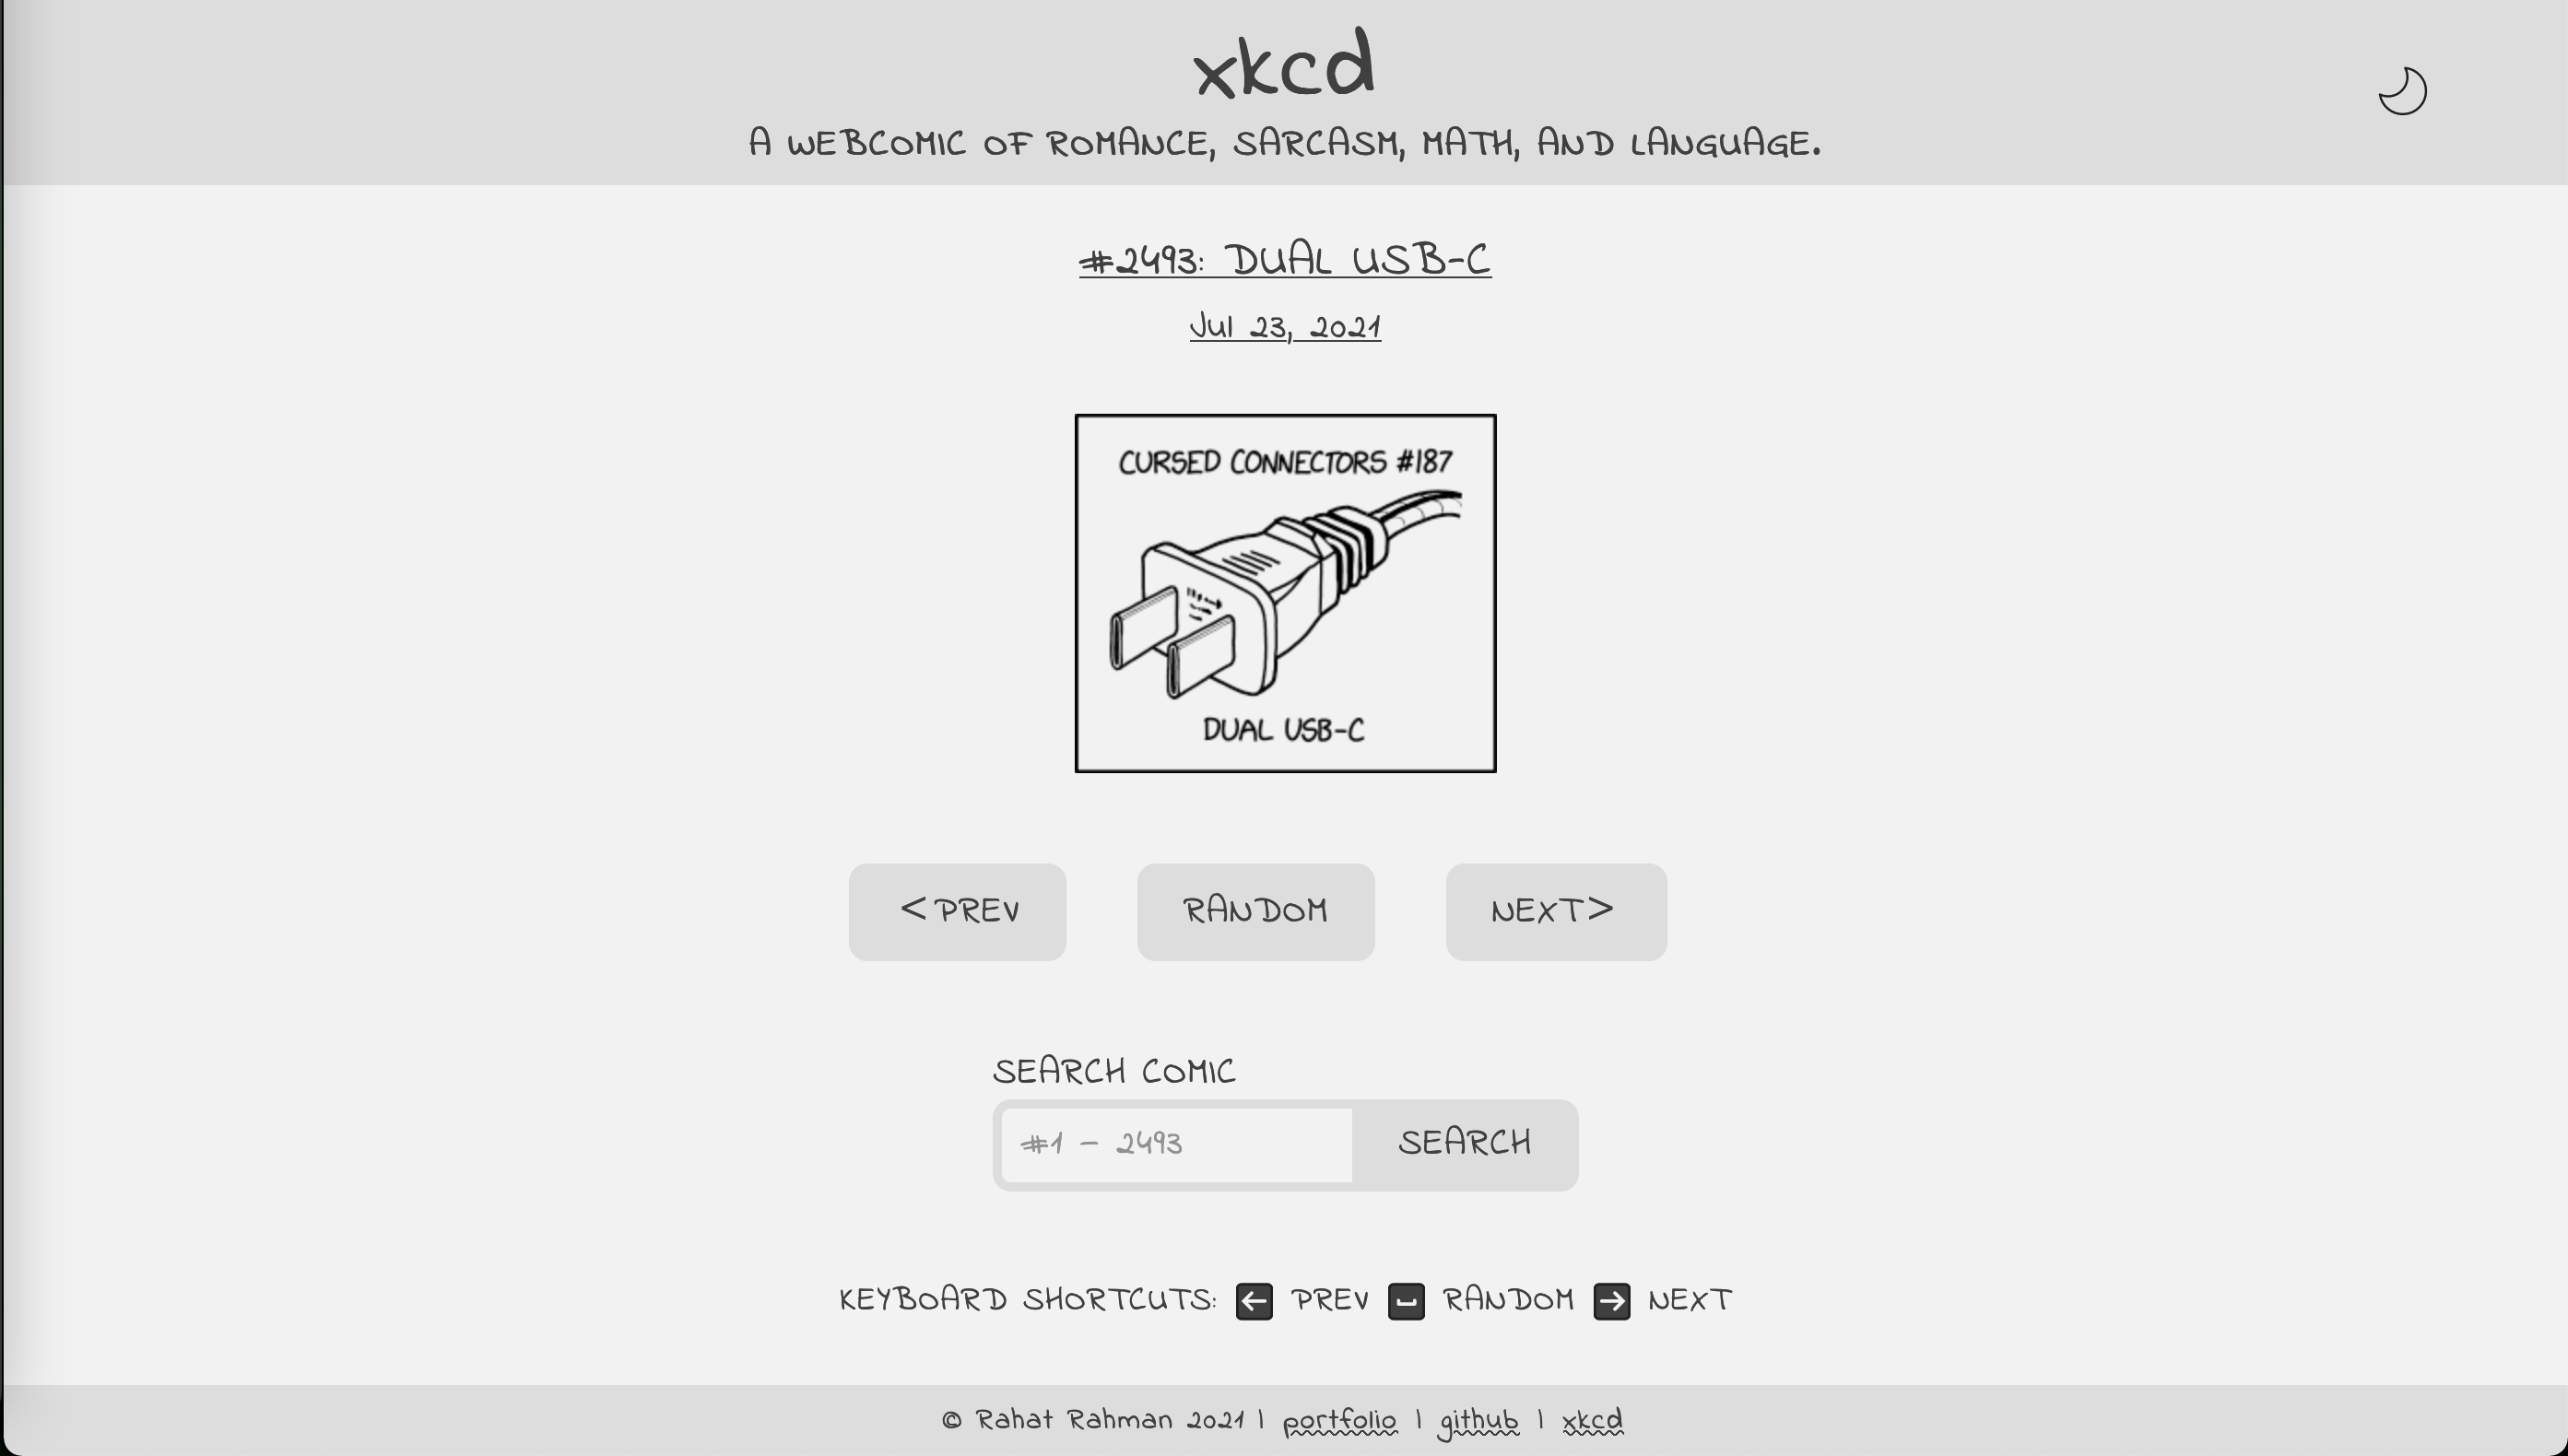 xkcd
A WEBCOMIC OF ROMANCE, SARCASM, MATH, AND LANGUAGE.
#2493: DUAL USB-C
Jul 23, 2021
CURSED CONNECTORS #187
DUAL USB-C
<PREV RANDOM NEXT>
SEARCH COMIC
#1 - 2493 SEARCH
KEYBOARD SHORTCUTS: ← PREV ⎵ RANDOM → NEXT
© Rahat Rahman 2021 | portfolio | github | xkcd